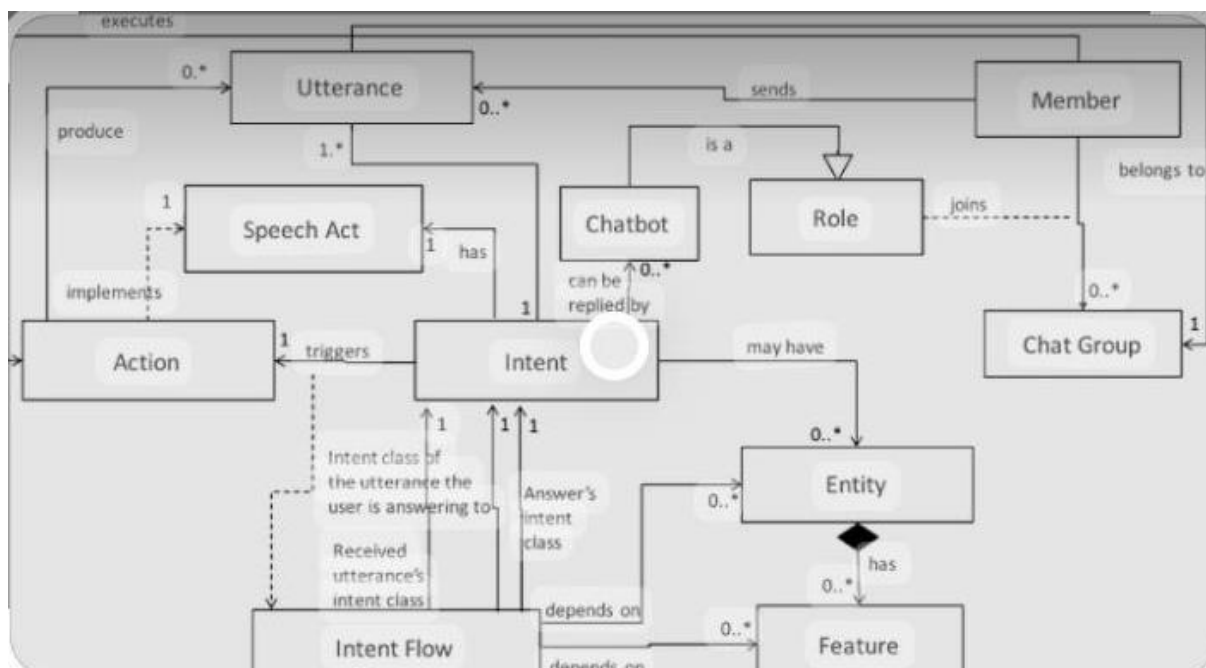 executes
0.*
Utterance
0..*
sends
Member
produce
1.*
is a
belongs to
1
Speech Act
1
has
Chatbot
Role
joins
0..*
can be
replied by
implements
1
0..*
Action
1
triggers
Intent
may have
Chat Group
1
1
1
1
0..*
Intent class of
the utterance the
user is answering to
Answer's
intent
class
0..*
Entity
Received
utterance's
intent class
has
0..*
depends on
Intent Flow
0..*
Feature
depends on